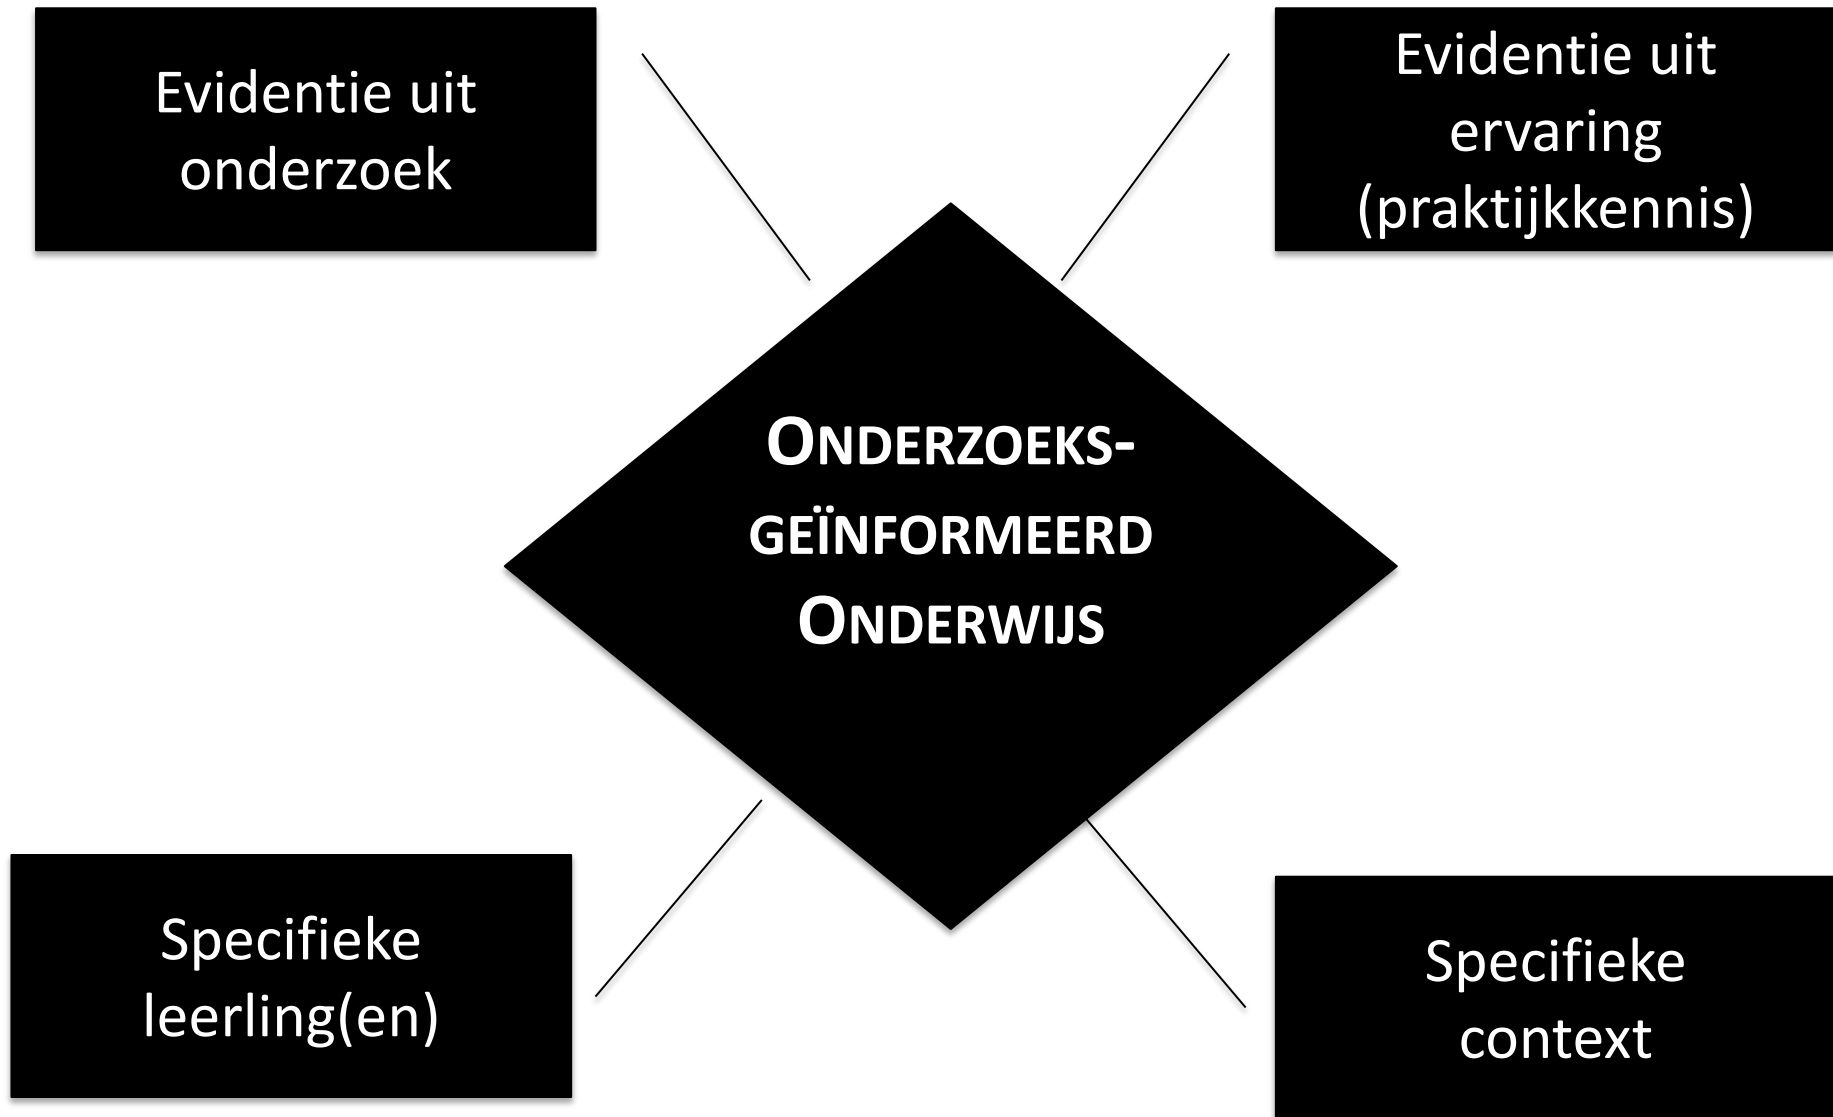 Evidentie uit
onderzoek
Evidentie uit
ervaring
(praktijkkennis)
ONDERZOEKS-
GEÏNFORMEERD
ONDERWIJS
Specifieke
leerling(en)
Specifieke
context